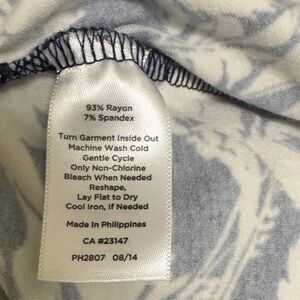 93% Rayon
7% Spandex
Turn Garment Inside Out
Machine Wash Cold
Gentle Cycle
Only Non-Chlorine
Bleach When Needed
Reshape,
Lay Flat to Dry
Cool Iron, If Needed
Made in Philippines
CA #23147
PH2807 08/14